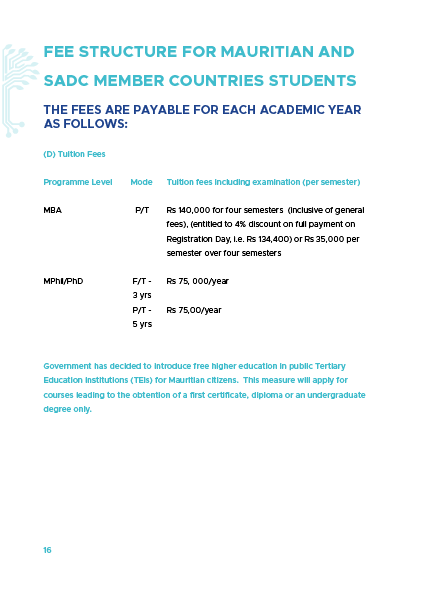 FEE STRUCTURE FOR MAURITIAN AND
SADC MEMBER COUNTRIES STUDENTS
THE FEES ARE PAYABLE FOR EACH ACADEMIC YEAR
AS FOLLOWS:
(D) Tuition Fees
Programme Level Mode Tuition fees including examination (per semester)
MBA P/T Rs 140,000 for four semesters (inclusive of general
fees), (entitled to 4% discount on full payment on
Registration Day, i.e. Rs 134,400) or Rs 35,000 per
semester over four semesters
MPhil/PhD F/T - Rs 75, 000/year
3 yrs
P/T - Rs 75,00/year
5 yrs
Government has decided to introduce free higher education in public Tertiary
Education Institutions (TEIs) for Mauritian citizens. This measure will apply for
courses leading to the obtention of a first certificate, diploma or an undergraduate
degree only.
16